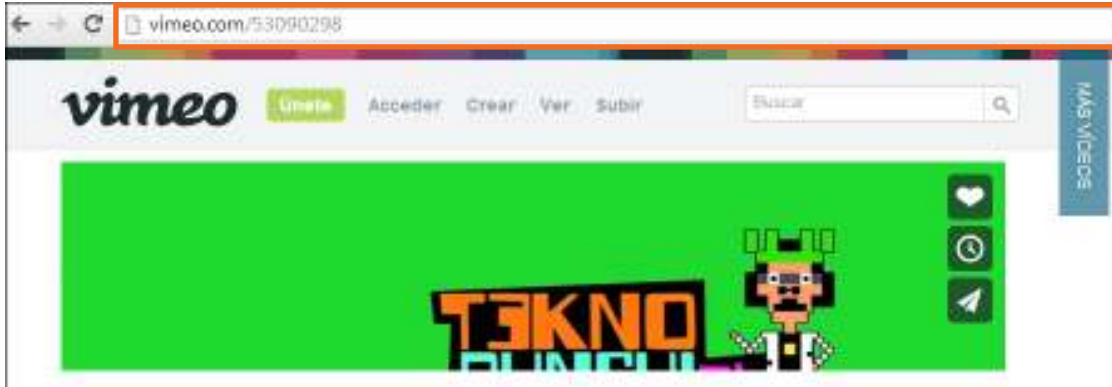 vimeo.com/53090298
vimeo Únete Acceder Crear Ver Subir Buscar
MÁS VÍDEOS
T3KNO